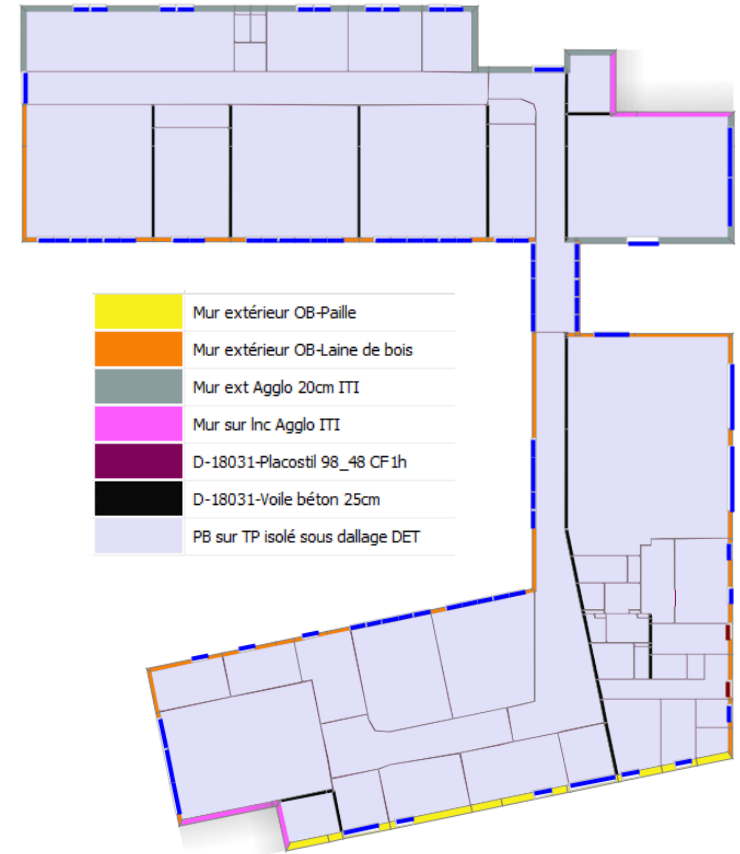 Mur extérieur OB-Paille
Mur extérieur OB-Laine de bois
Mur ext Agglo 20cm ITI
Mur sur lnc Agglo ITI
D-18031-Placostil 98_48 CF1h
D-18031-Voile béton 25cm
PB sur TP isolé sous dallage DET